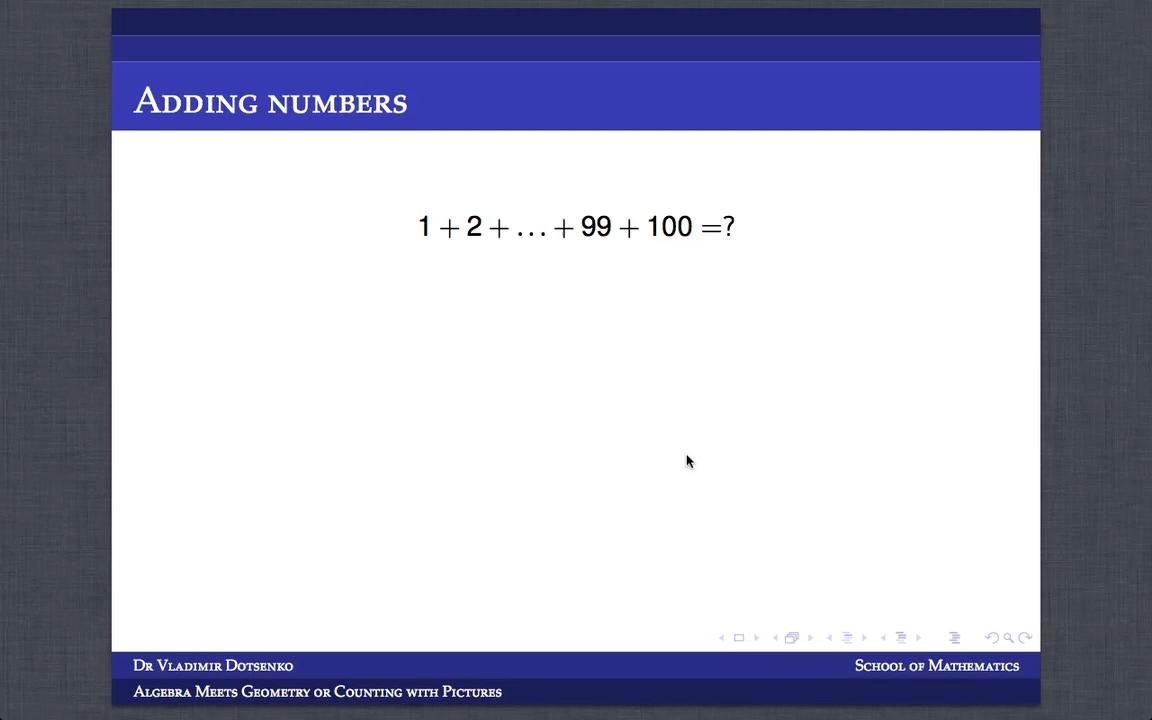 Adding numbers
1 + 2 + ... + 99 + 100 =?
Dr Vladimir Dotsenko
School of Mathematics
Algebra Meets Geometry or Counting with Pictures